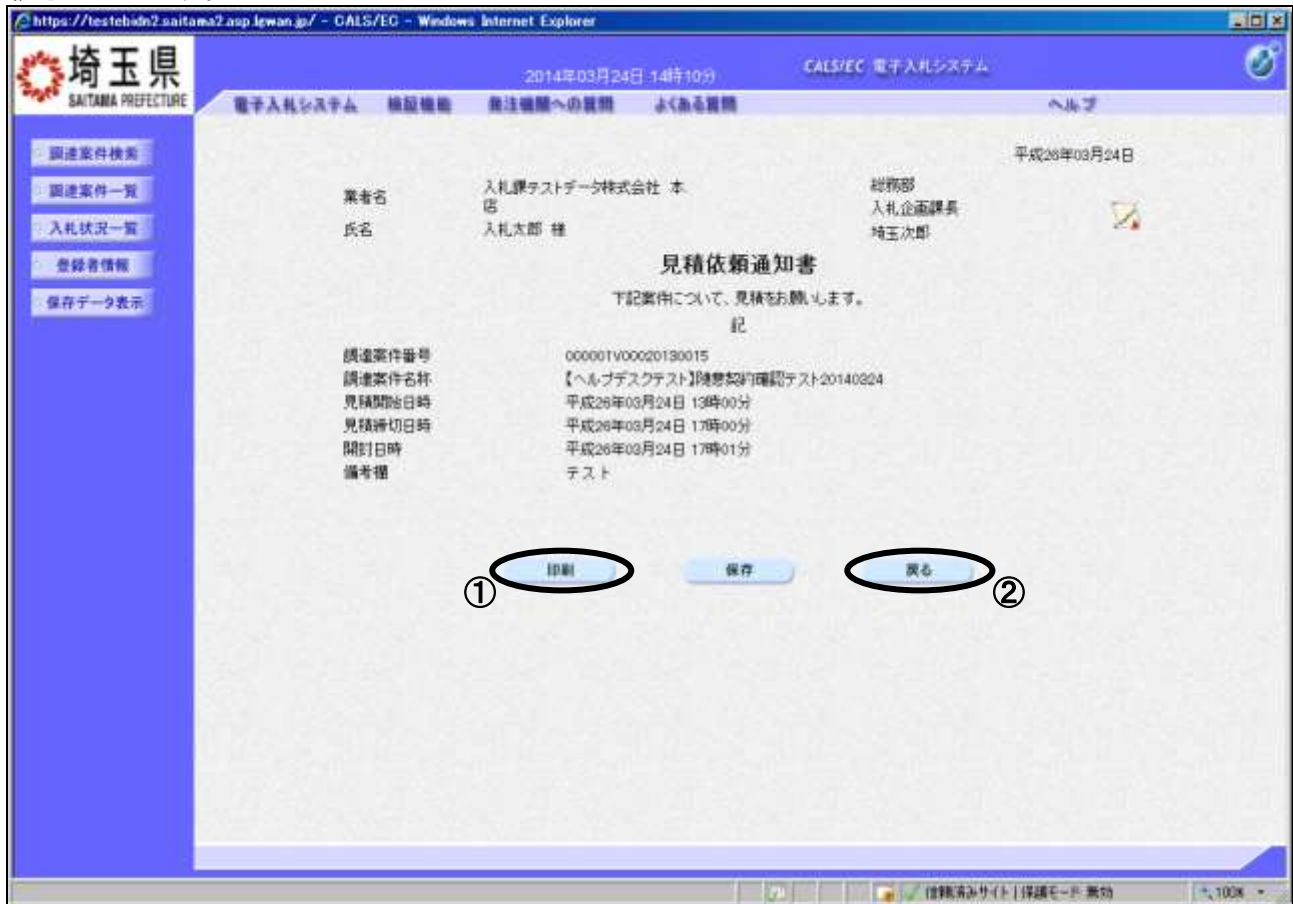 https://testebidn2.saitama2.asp.lgwan.jp/ - CALS/EC - Windows Internet Explorer
埼玉県
SAITAMA PREFECTURE
2014年03月24日 14時10分
CALS/EC 電子入札システム
電子入札システム 検証機能 発注機関への質問 よくある質問 ヘルプ
調達案件検索
調達案件一覧
入札状況一覧
登録者情報
保存データ表示
平成26年03月24日
業者名 入札課テストデータ株式会社 本店
氏名 入札太郎 様
総務部
入札企画課長
埼玉次郎
見積依頼通知書
下記案件について、見積をお願いします。
記
調達案件番号 000001V00020130015
調達案件名称 【ヘルプデスクテスト】随意契約確認テスト20140324
見積開始日時 平成26年03月24日 13時00分
見積締切日時 平成26年03月24日 17時00分
開封日時 平成26年03月24日 17時01分
備考欄 テスト
① 印刷 保存 戻る ②
信頼済みサイト | 保護モード: 無効 100%